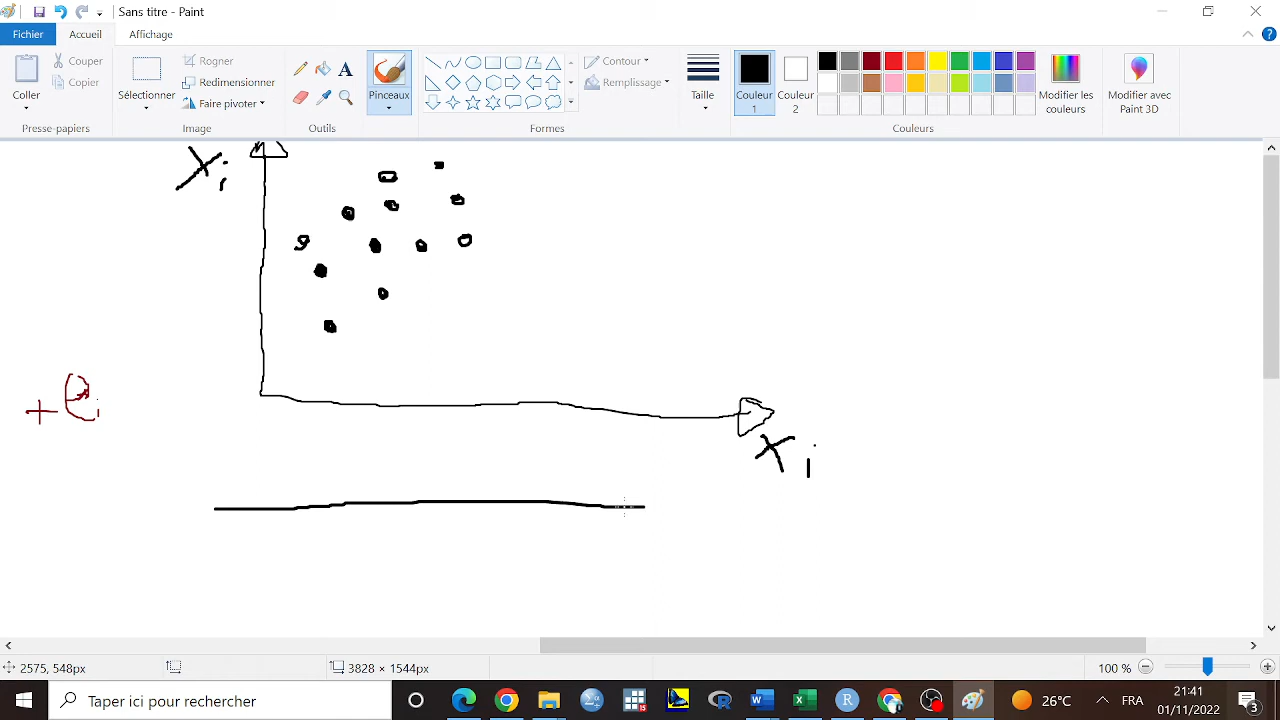 Sans titre - Paint
Fichier Accueil Affichage
Coller
Couper
Copier
Presse-papiers
Sélectionner
Rogner
Redimensionner
Faire pivoter
Image
A
Outils
Pinceaux
Contour
Remplissage
Formes
Taille
Couleur 1
Couleur 2
Modifier les couleurs
Modifier avec Paint 3D
Couleurs
Xi
+ ei
Xi
2575, 548px
3828 × 1544px
100 %
Taper ici pour rechercher
26°C
FRA
21:41
01/11/2022
3